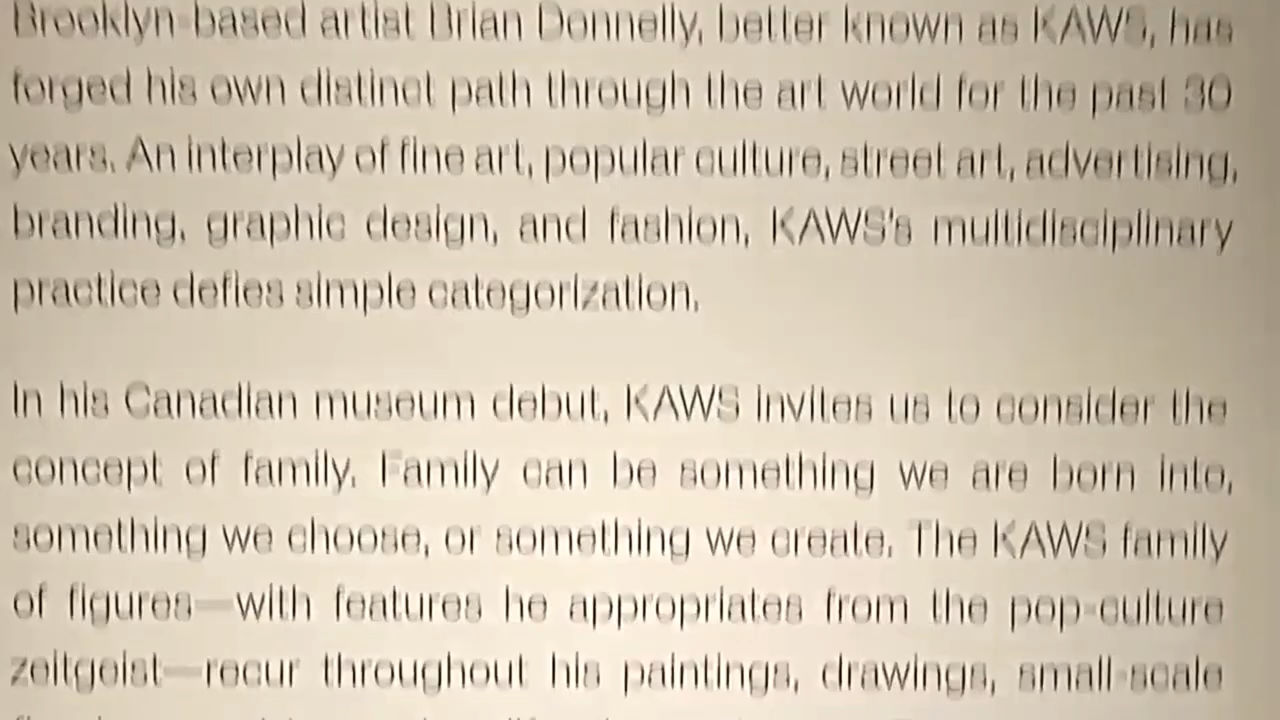 Brooklyn-based artist Brian Donnelly, better known as KAWS, has
forged his own distinct path through the art world for the past 30
years. An interplay of fine art, popular culture, street art, advertising,
branding, graphic design, and fashion, KAWS's multidisciplinary
practice defies simple categorization.
In his Canadian museum debut, KAWS invites us to consider the
concept of family. Family can be something we are born into,
something we choose, or something we create. The KAWS family
of figures—with features he appropriates from the pop-culture
zeitgeist—recur throughout his paintings, drawings, small-scale